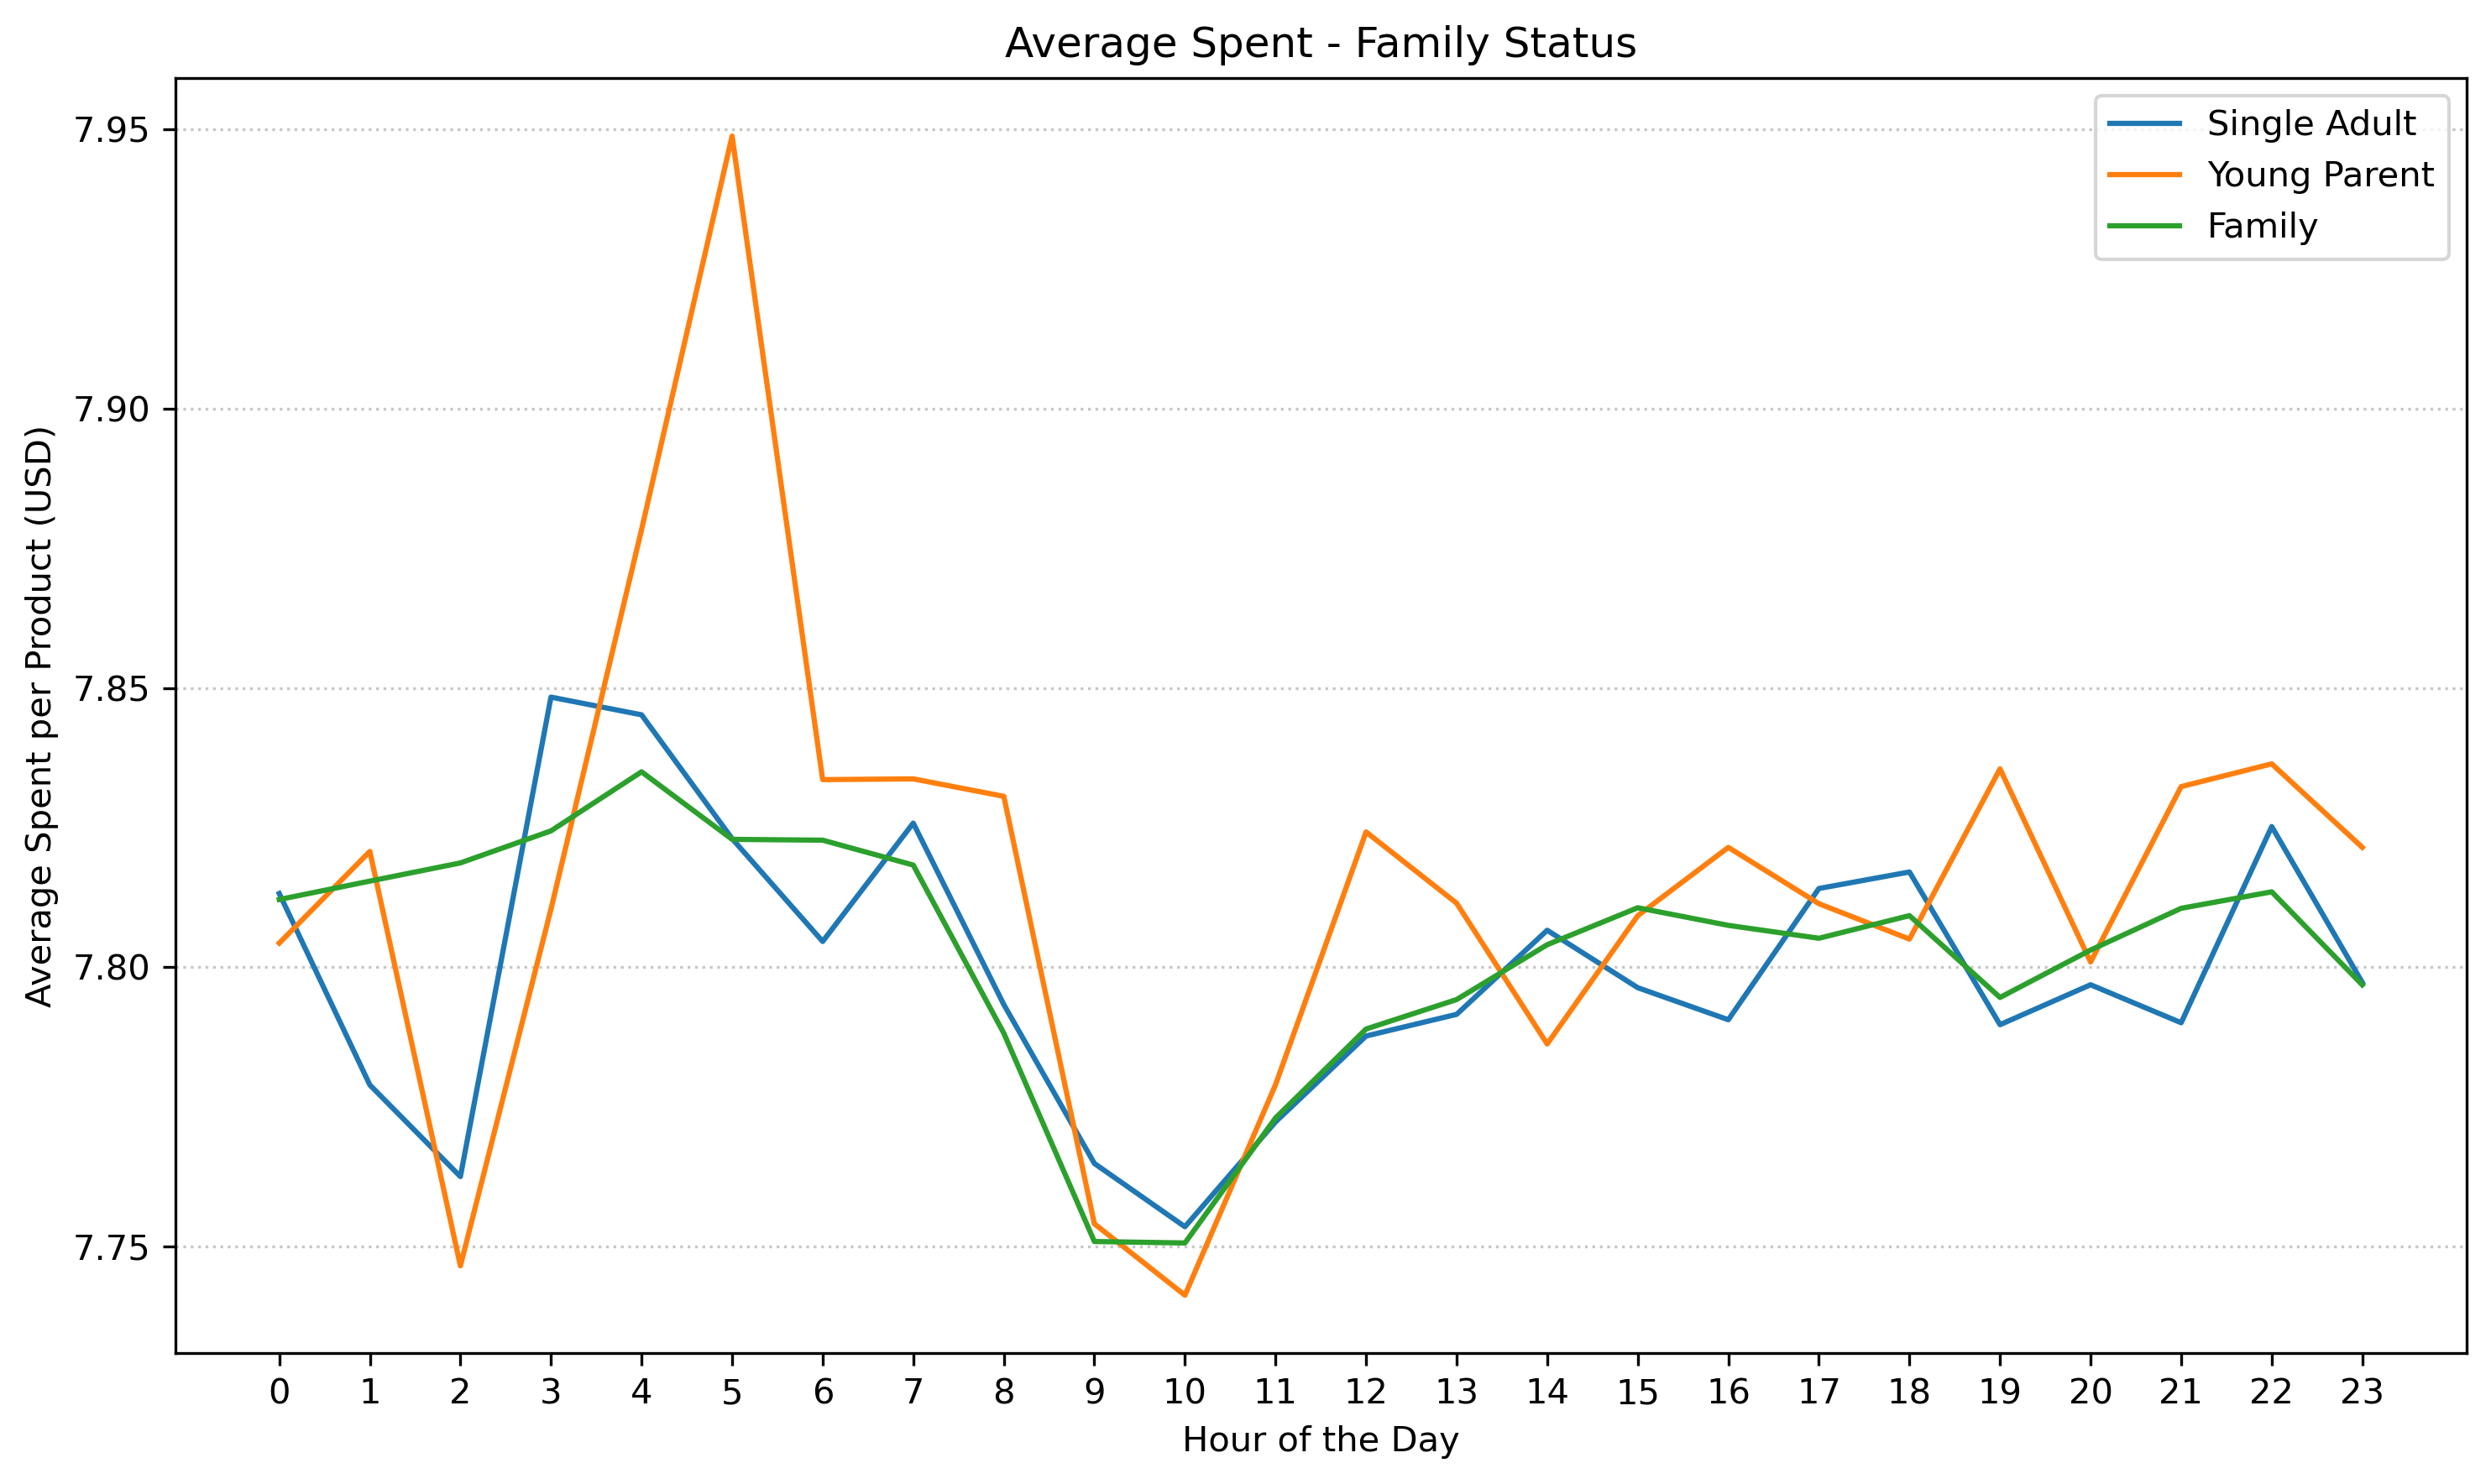 Average Spent - Family Status
Single Adult
Young Parent
Family
Average Spent per Product (USD)
7.95
7.90
7.85
7.80
7.75
0 1 2 3 4 5 6 7 8 9 10 11 12 13 14 15 16 17 18 19 20 21 22 23
Hour of the Day